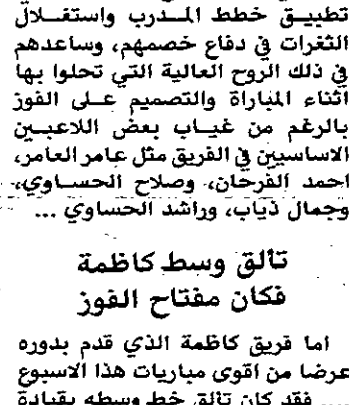 تطبيق خطط المدرب واستغلال
الثغرات في دفاع خصمهم، وساعدهم
في ذلك الروح العالية التي تحلوا بها
اثناء المباراة والتصميم على الفوز
بالرغم من غياب بعض اللاعبين
الاساسيين في الفريق مثل عامر العامر،
احمد الفرحان، وصلاح الحساوي،
وجمال ذياب، وراشد الحساوي ...
تالق وسط كاظمة
فكان مفتاح الفوز
اما فريق كاظمة الذي قدم بدوره
عرضا من اقوى مباريات هذا الاسبوع
.... فقد كان تالق خط وسطه بقيادة